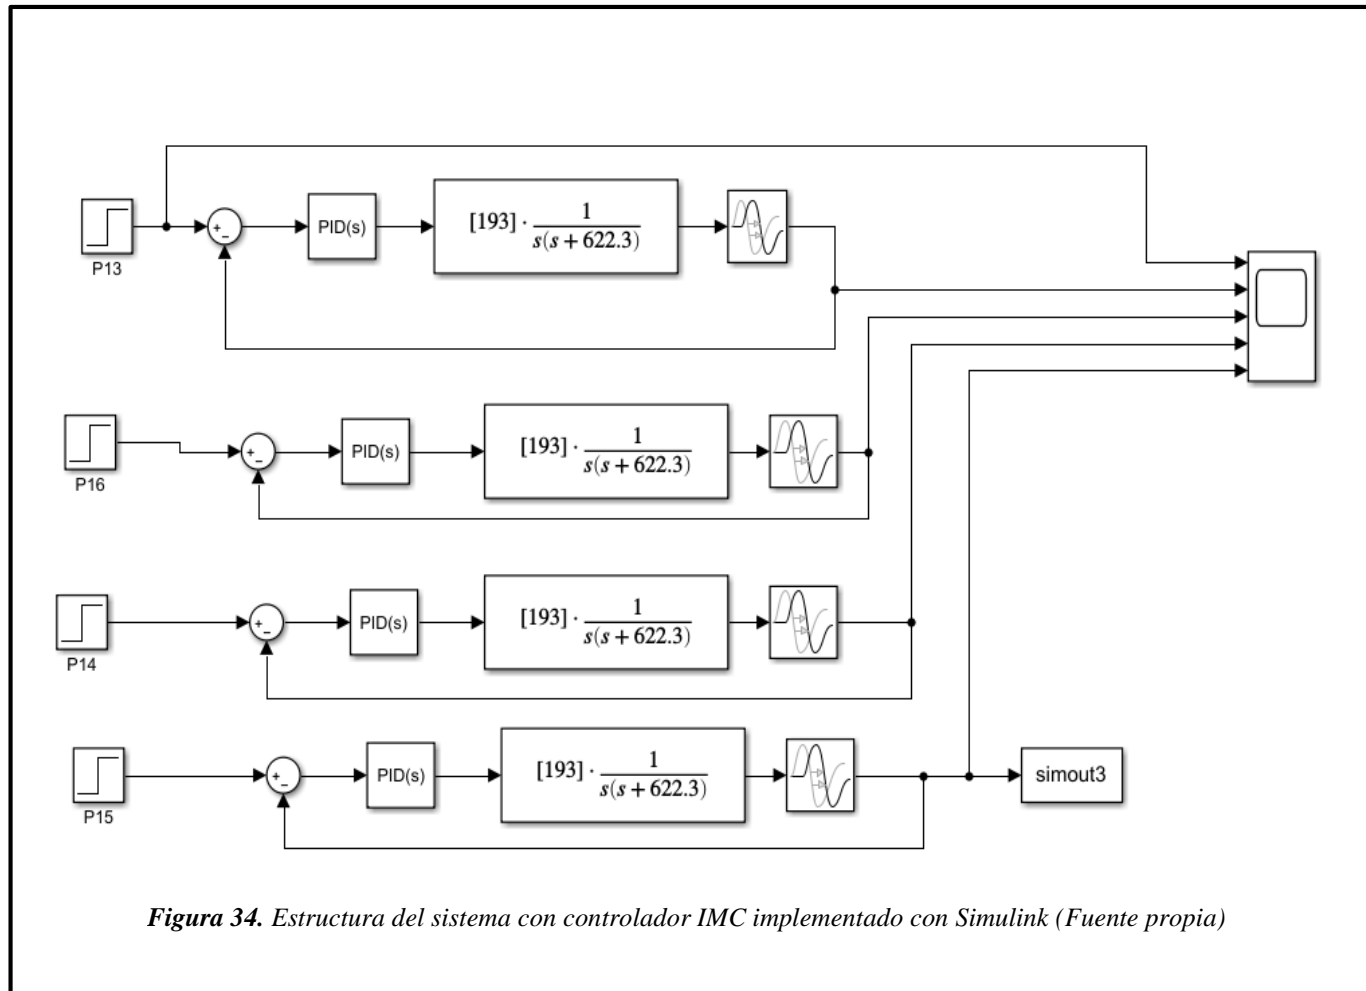 P13
+
-
PID(s)
[193] · 1 / s(s + 622.3)
P16
+
-
PID(s)
[193] · 1 / s(s + 622.3)
P14
+
-
PID(s)
[193] · 1 / s(s + 622.3)
P15
+
-
PID(s)
[193] · 1 / s(s + 622.3)
simout3
Figura 34. Estructura del sistema con controlador IMC implementado con Simulink (Fuente propia)